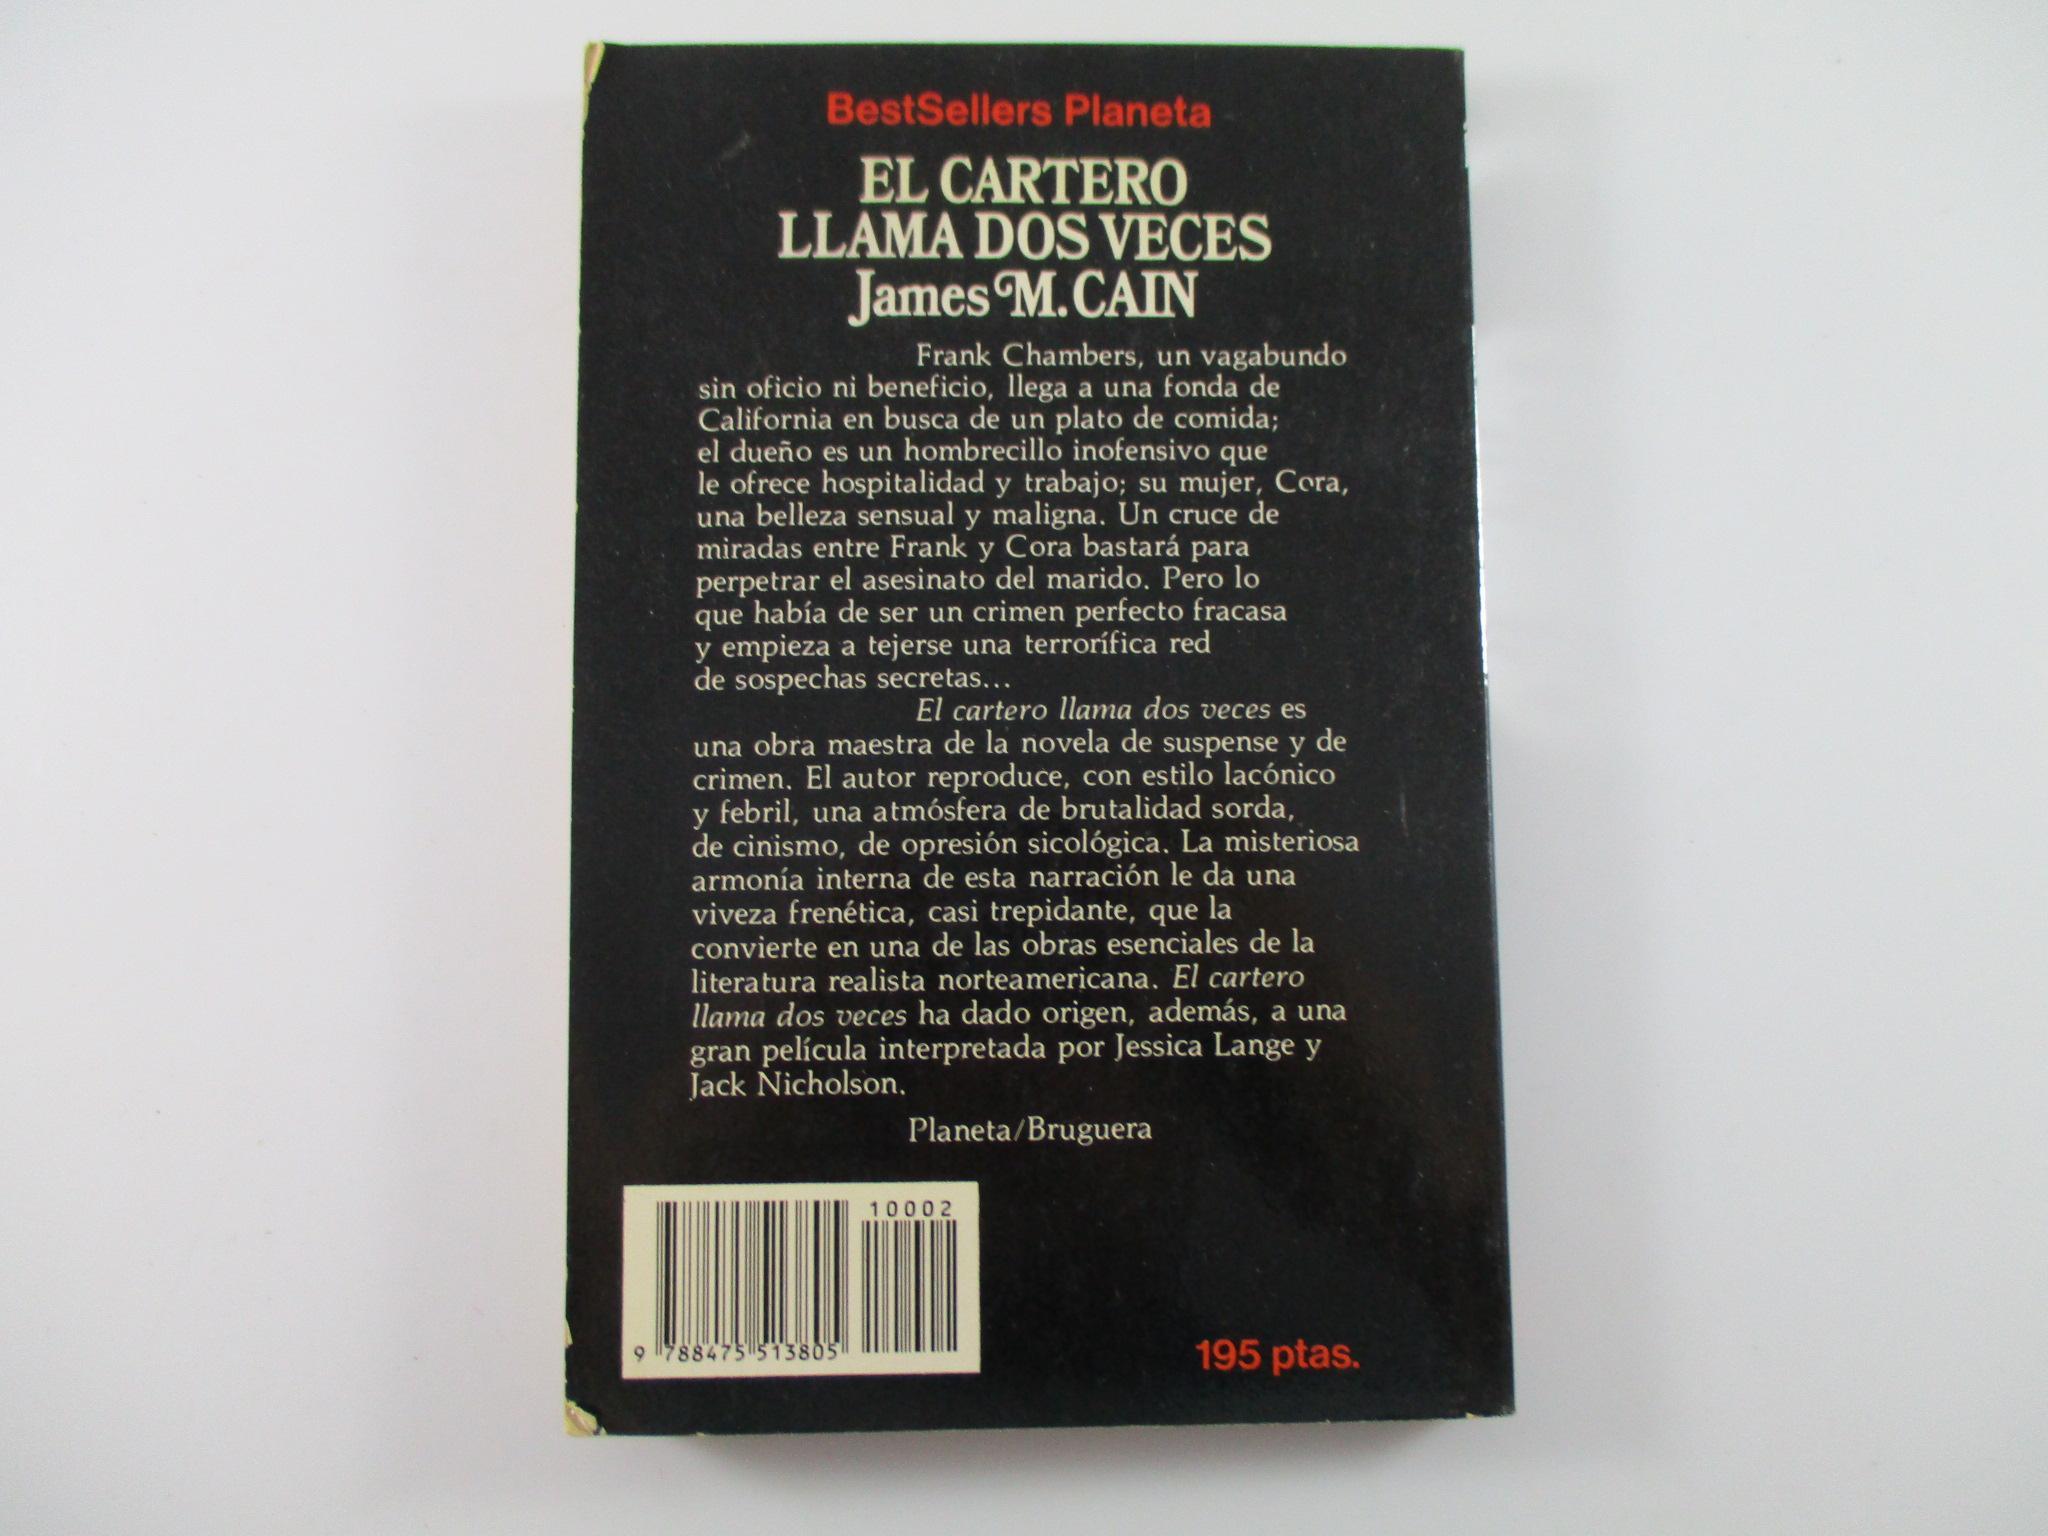 BestSellers Planeta
EL CARTERO
LLAMA DOS VECES
James M. CAIN
Frank Chambers, un vagabundo
sin oficio ni beneficio, llega a una fonda de
California en busca de un plato de comida;
el dueño es un hombrecillo inofensivo que
le ofrece hospitalidad y trabajo; su mujer, Cora,
una belleza sensual y maligna. Un cruce de
miradas entre Frank y Cora bastará para
perpetrar el asesinato del marido. Pero lo
que había de ser un crimen perfecto fracasa
y empieza a tejerse una terrorífica red
de sospechas secretas...
El cartero llama dos veces es
una obra maestra de la novela de suspense y de
crimen. El autor reproduce, con estilo lacónico
y febril, una atmósfera de brutalidad sorda,
de cinismo, de opresión sicológica. La misteriosa
armonía interna de esta narración le da una
viveza frenética, casi trepidante, que la
convierte en una de las obras esenciales de la
literatura realista norteamericana. El cartero
llama dos veces ha dado origen, además, a una
gran película interpretada por Jessica Lange y
Jack Nicholson.
Planeta/Bruguera
10002
9 788475 513805
195 ptas.